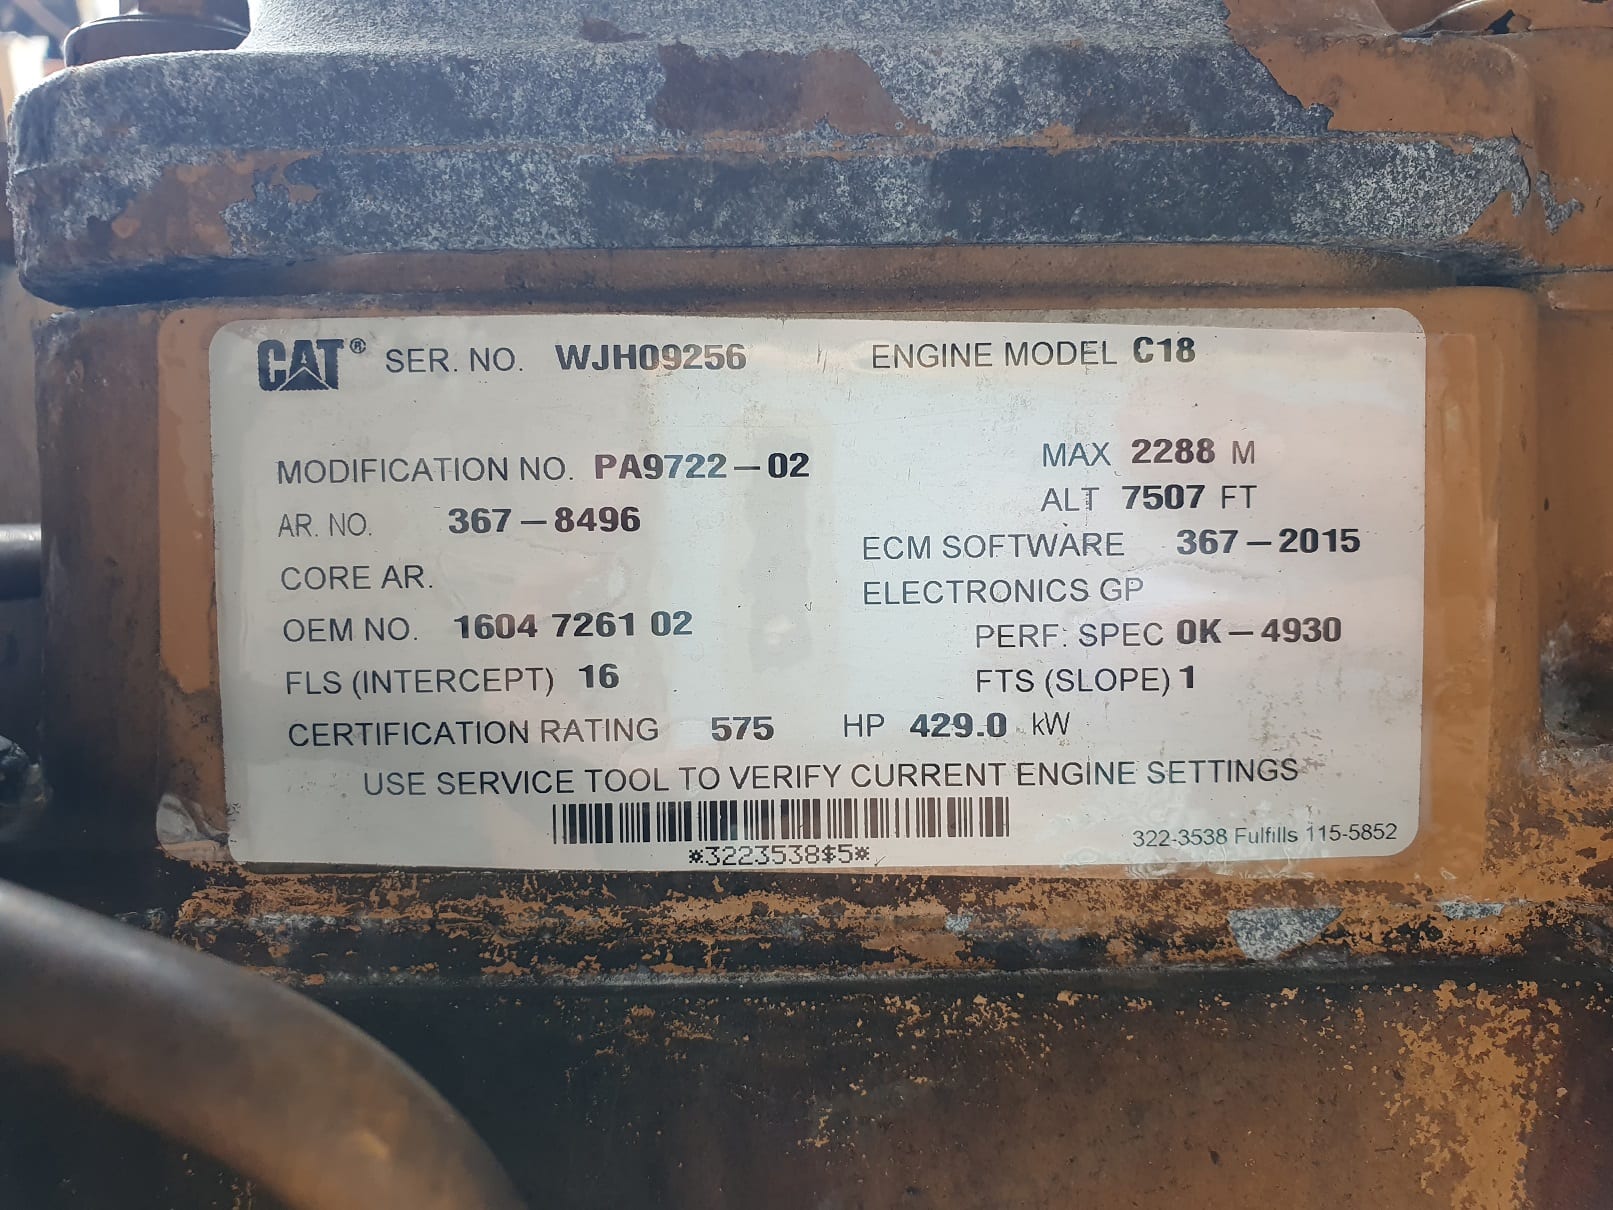 CAT® SER. NO. WJH09256 ENGINE MODEL C18
MODIFICATION NO. PA9722-02 MAX 2288 M
ALT 7507 FT
AR. NO. 367-8496
ECM SOFTWARE 367-2015
CORE AR.
ELECTRONICS GP
OEM NO. 1604 7261 02 PERF. SPEC 0K-4930
FLS (INTERCEPT) 16 FTS (SLOPE) 1
CERTIFICATION RATING 575 HP 429.0 kW
USE SERVICE TOOL TO VERIFY CURRENT ENGINE SETTINGS
*3223538$5*
322-3538 Fulfills 115-5852